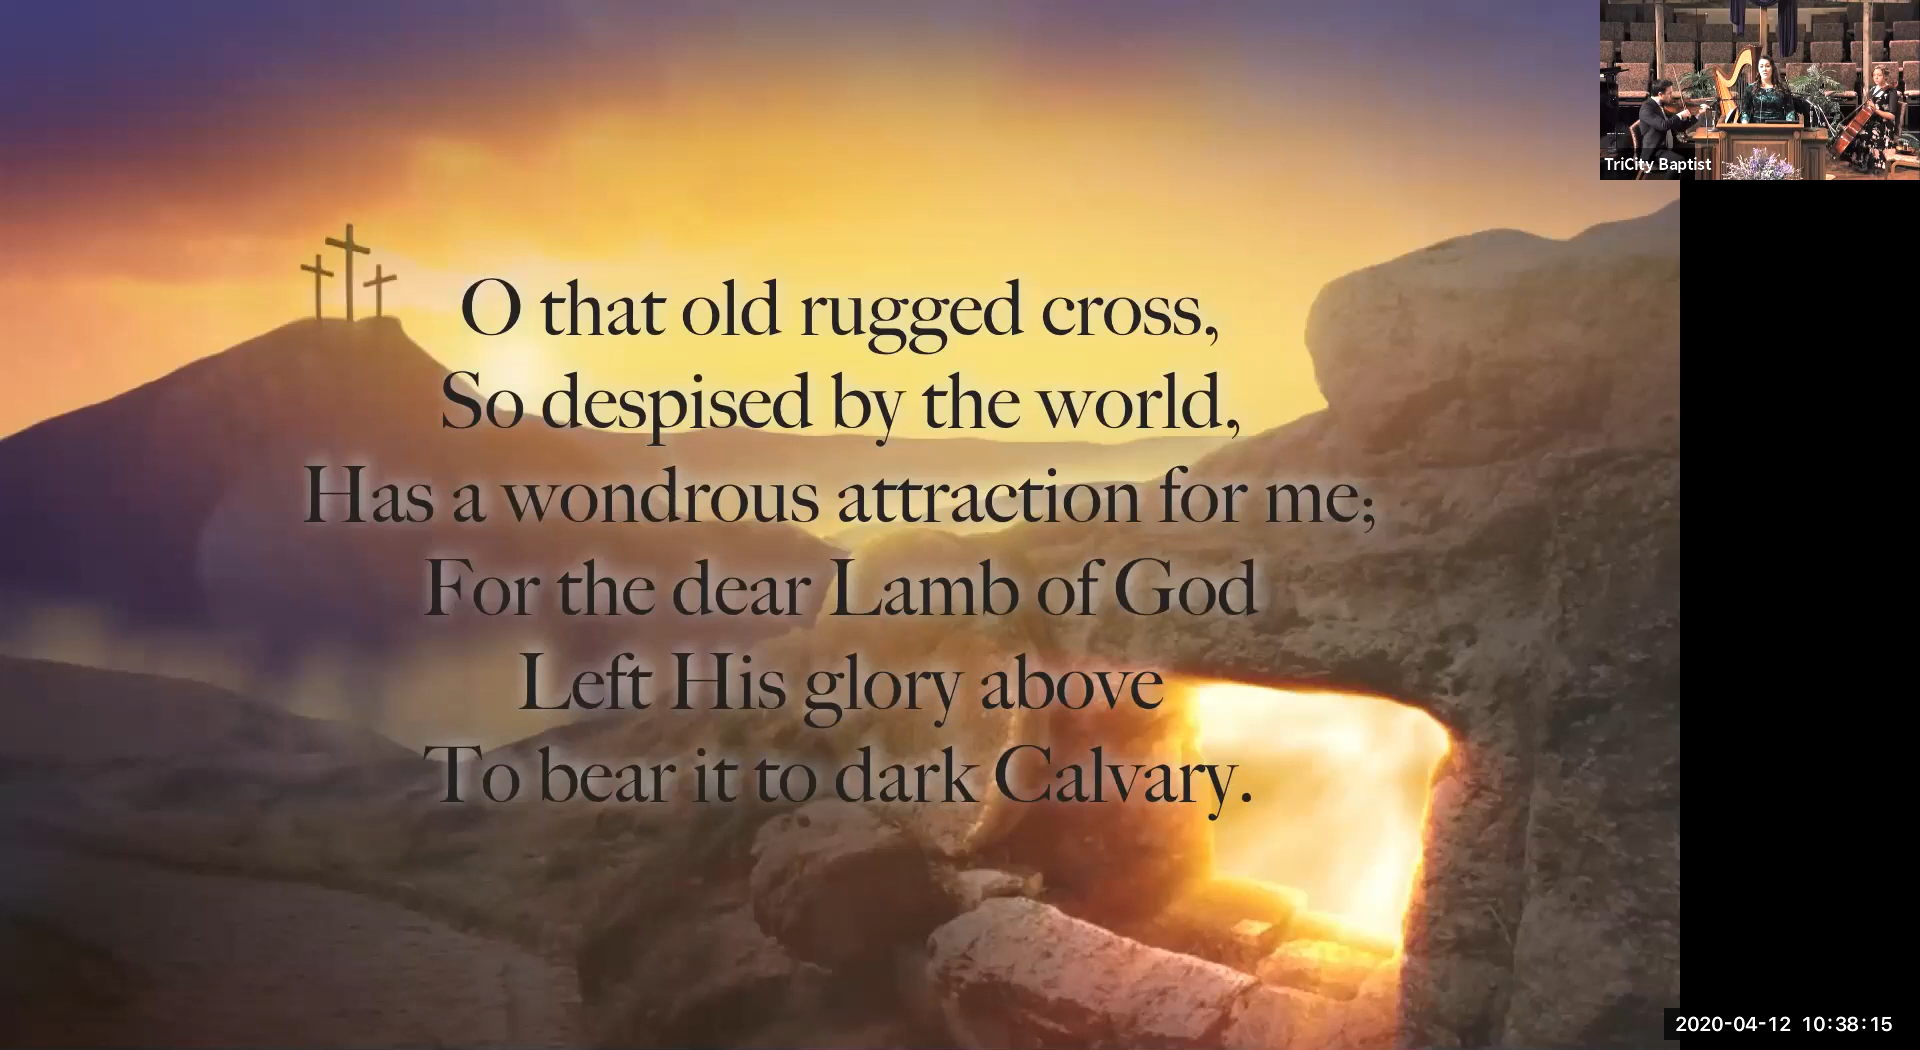 TriCity Baptist
O that old rugged cross,
So despised by the world,
Has a wondrous attraction for me;
For the dear Lamb of God
Left His glory above
To bear it to dark Calvary.
2020-04-12 10:38:15